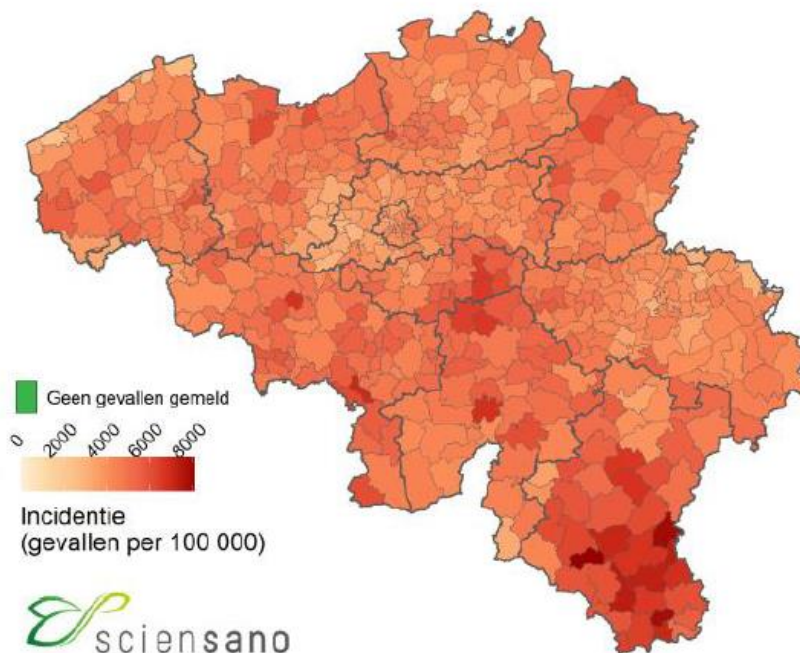 Geen gevallen gemeld
0 2000 4000 6000 8000
Incidentie
(gevallen per 100 000)
sciensano